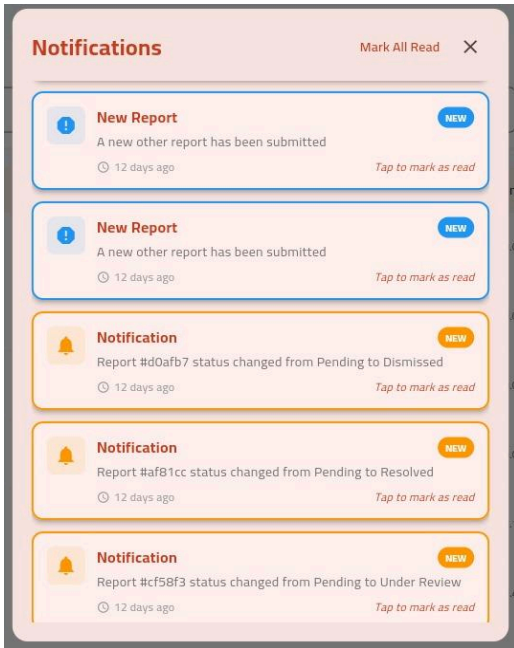 Notifications
Mark All Read
New Report
NEW
A new other report has been submitted
12 days ago
Tap to mark as read
New Report
NEW
A new other report has been submitted
12 days ago
Tap to mark as read
Notification
NEW
Report #d0afb7 status changed from Pending to Dismissed
12 days ago
Tap to mark as read
Notification
NEW
Report #af81cc status changed from Pending to Resolved
12 days ago
Tap to mark as read
Notification
NEW
Report #cf58f3 status changed from Pending to Under Review
12 days ago
Tap to mark as read